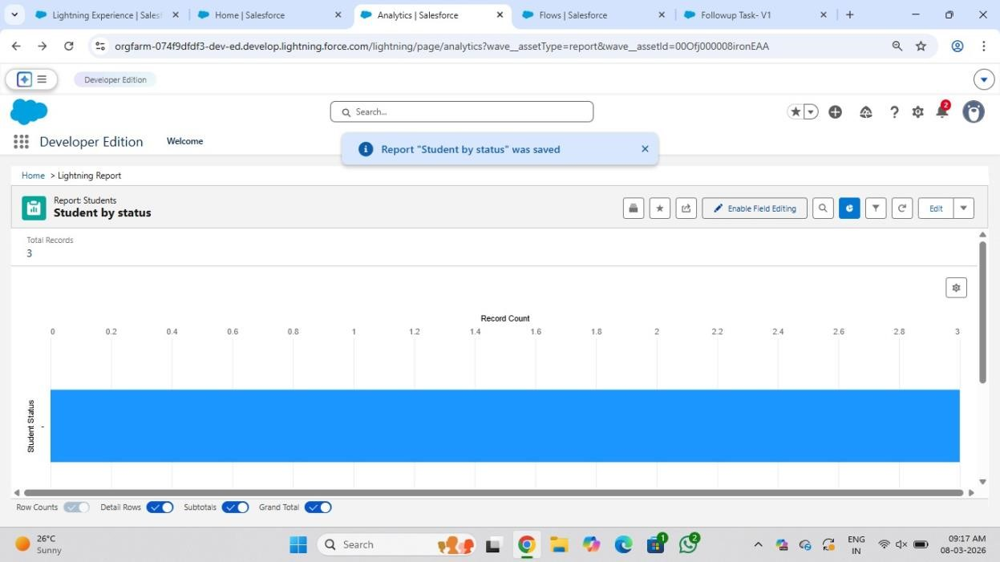 Lightning Experience | Salesf
Home | Salesforce
Analytics | Salesforce
Flows | Salesforce
Followup Task- V1
orgfarm-074f9dfdf3-dev-ed.develop.lightning.force.com/lightning/page/analytics?wave__assetType=report&wave__assetId=00Ofj000008ironEAA
Developer Edition
Search...
2
Developer Edition
Welcome
Report "Student by status" was saved
Home > Lightning Report
Report: Students
Student by status
Enable Field Editing
Edit
Total Records
3
Record Count
0 0.2 0.4 0.6 0.8 1 1.2 1.4 1.6 1.8 2 2.2 2.4 2.6 2.8 3
Student Status
-
Row Counts
Detail Rows
Subtotals
Grand Total
26°C
Sunny
Search
1
2
ENG
IN
09:17 AM
08-03-2026